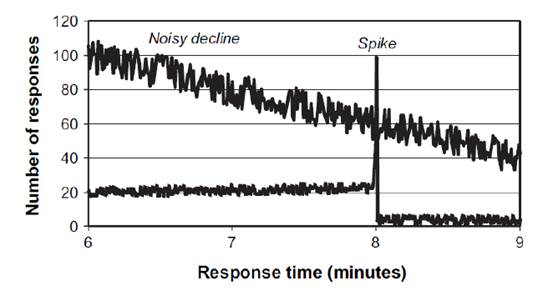 120
Noisy decline
Spike
100
80
60
40
20
0
6
7
8
9
Number of responses
Response time (minutes)